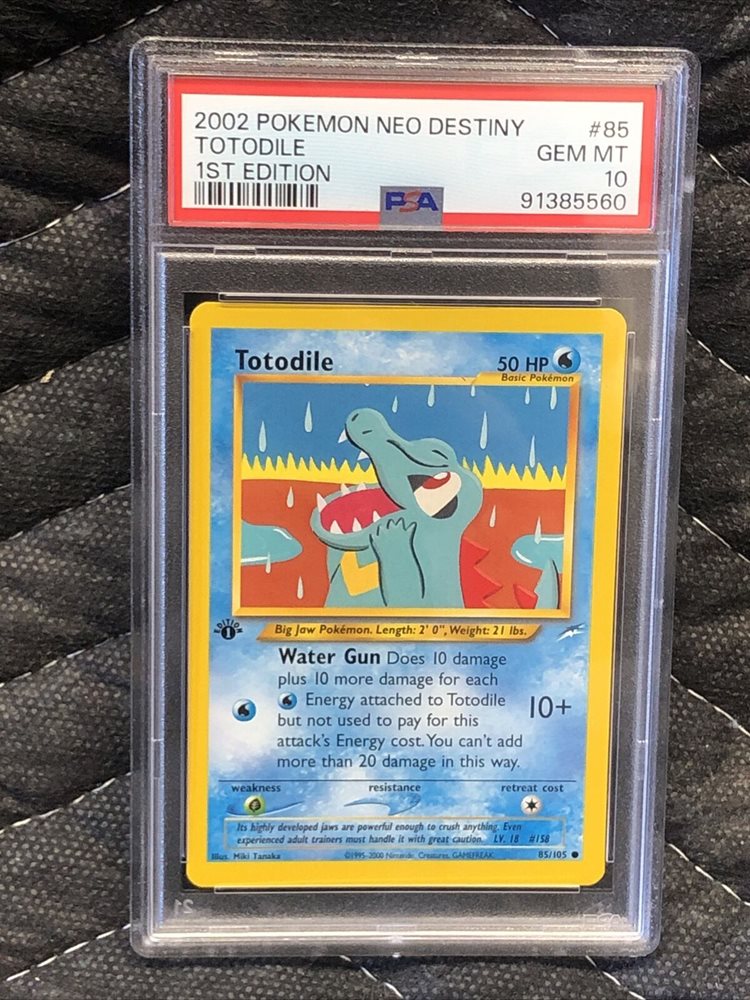 2002 POKEMON NEO DESTINY #85
TOTODILE GEM MT
1ST EDITION 10
PSA 91385560
Totodile 50 HP
Basic Pokémon
EDITION
1
Big Jaw Pokémon. Length: 2' 0", Weight: 21 lbs.
Water Gun Does 10 damage
plus 10 more damage for each
Energy attached to Totodile
but not used to pay for this
attack's Energy cost. You can't add
more than 20 damage in this way.
10+
weakness resistance retreat cost
Its highly developed jaws are powerful enough to crush anything. Even
experienced adult trainers must handle it with great caution. LV. 18 #158
Illus. Miki Tanaka ©1995-2000 Nintendo, Creatures, GAMEFREAK. 85/105